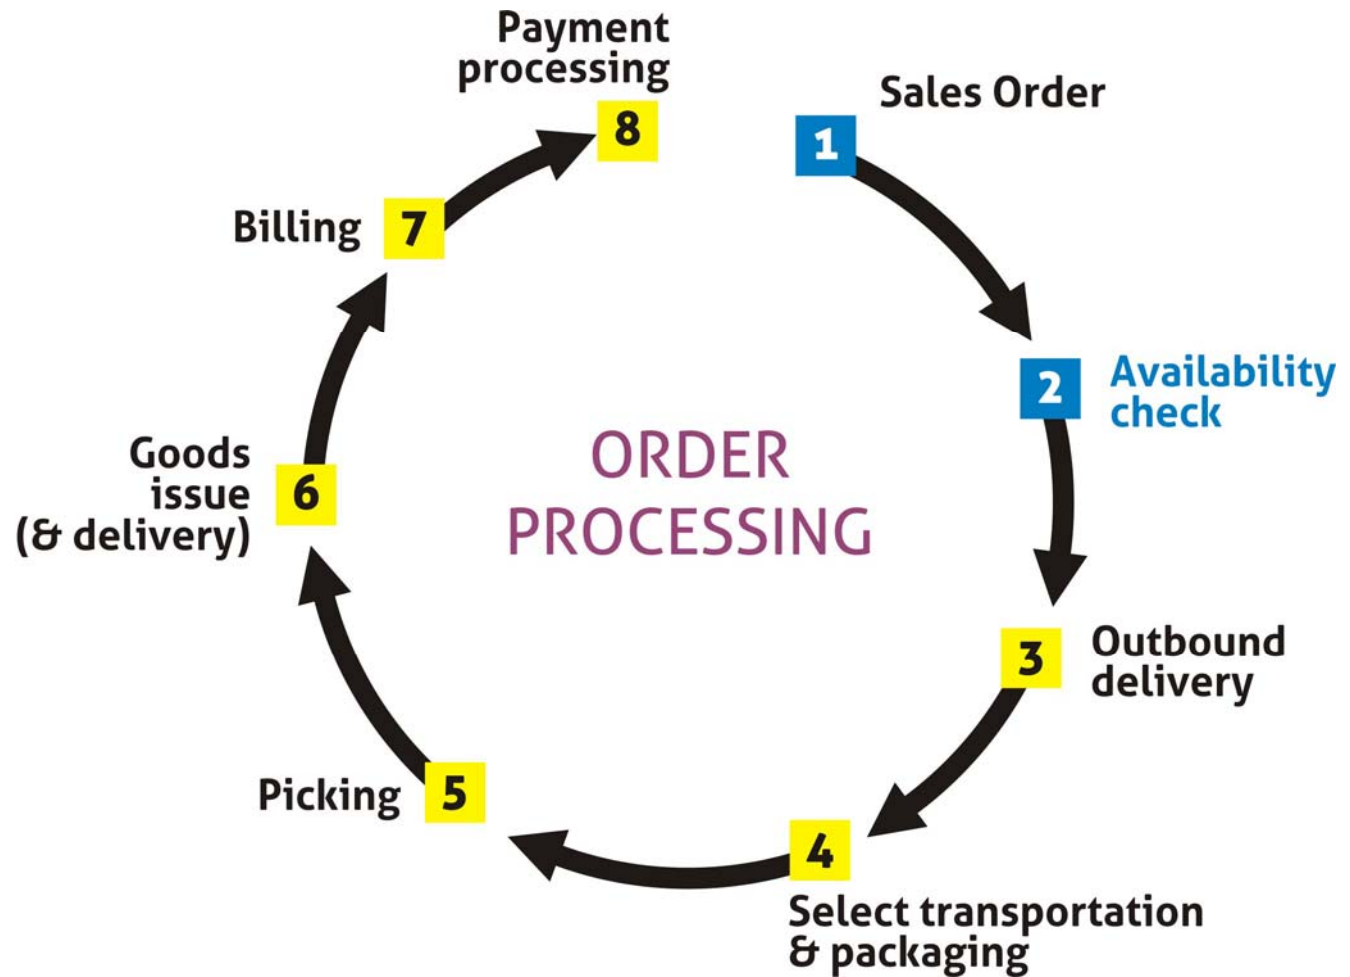 Payment
processing
8
Sales Order
1
Billing
7
Availability
check
2
ORDER
PROCESSING
Goods
issue
(& delivery)
6
Outbound
delivery
3
Picking
5
4
Select transportation
& packaging